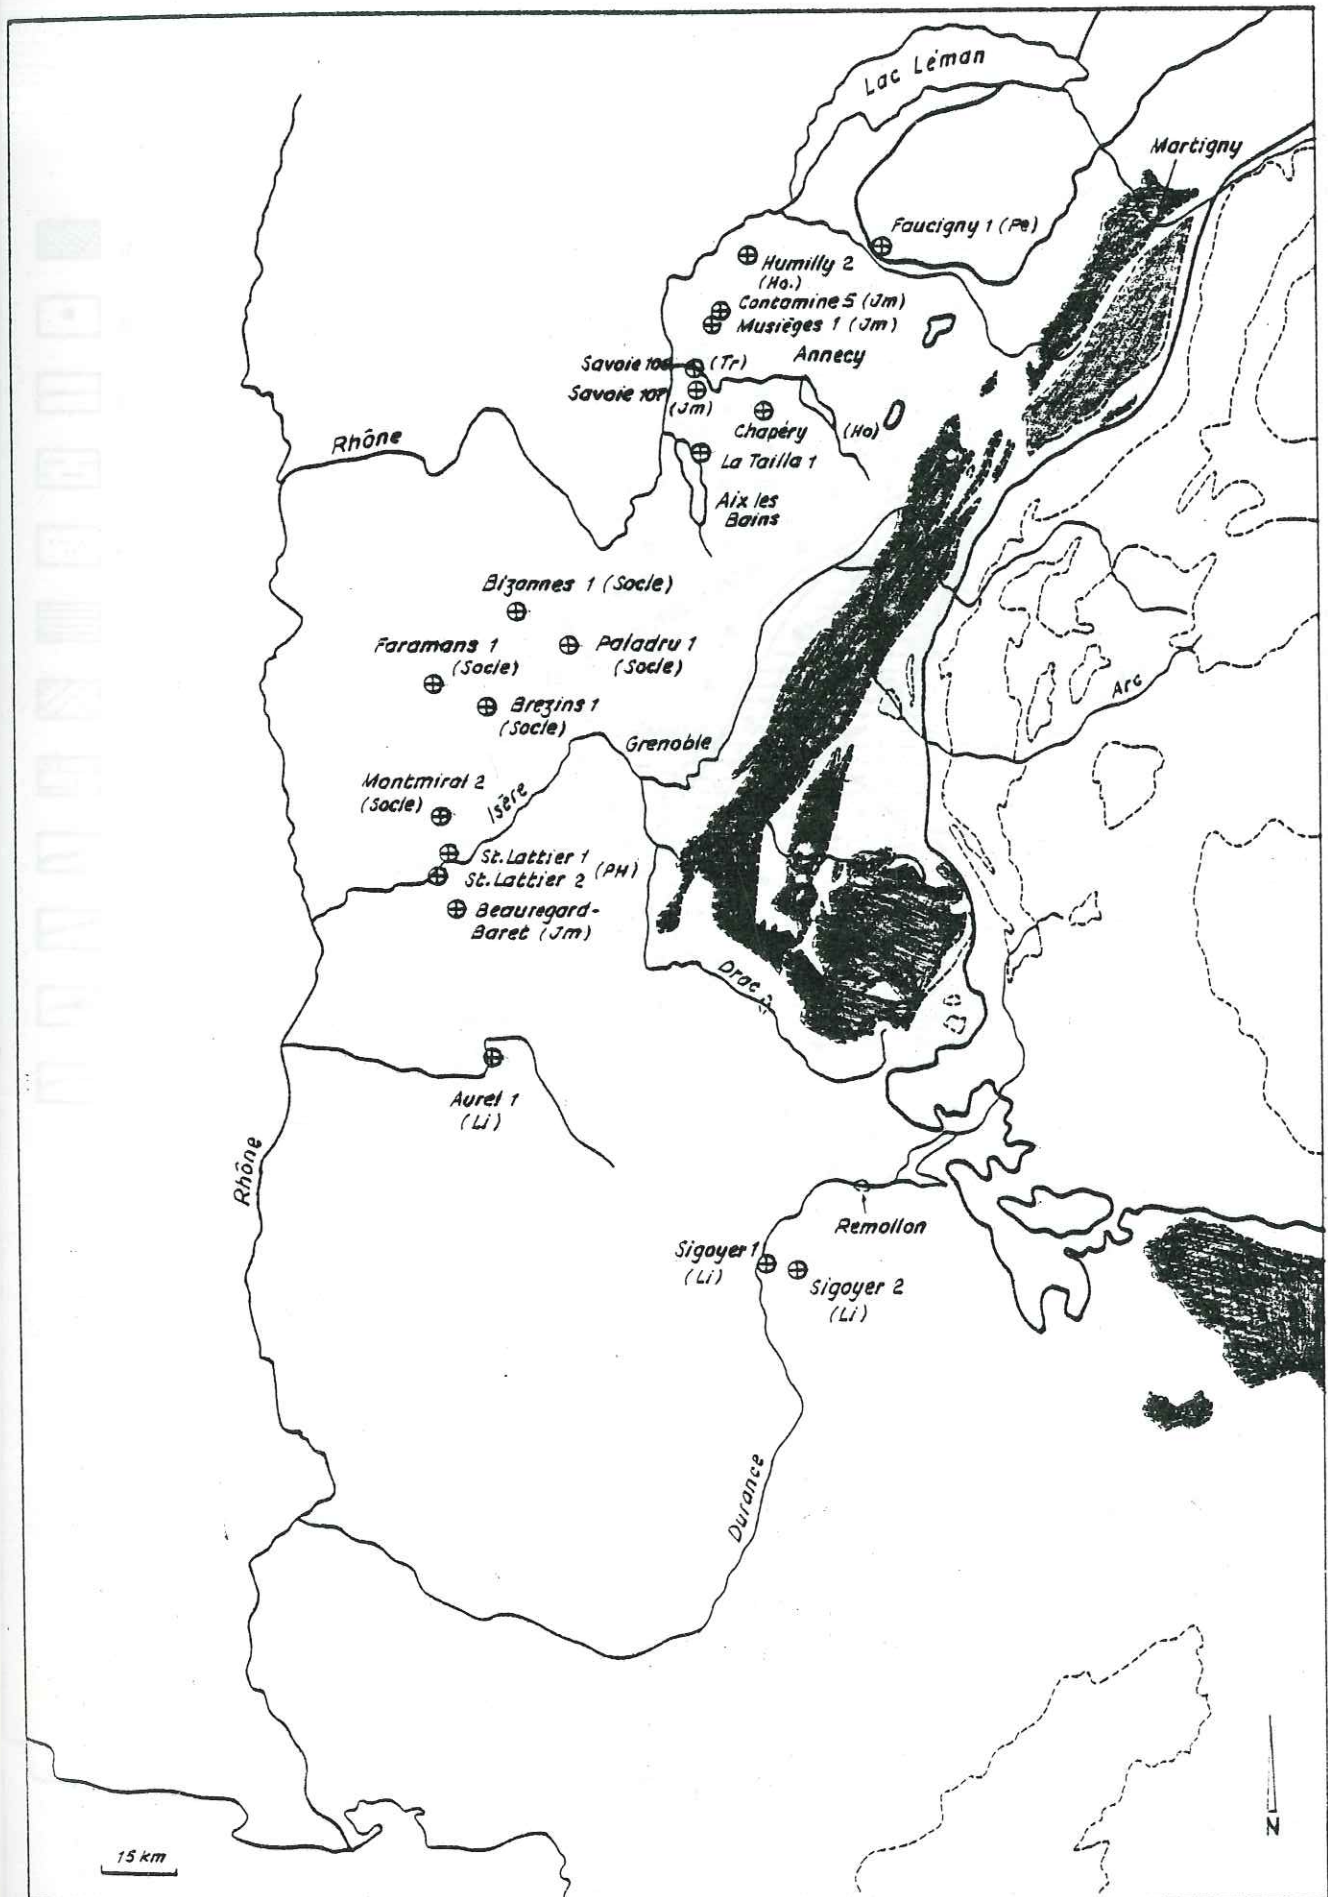 Lac Léman
Martigny
Faucigny 1 (Pe)
Humilly 2
(Ho.)
Contamine 5 (Jm)
Musièges 1 (Jm)
Annecy
Savoie (Tr)
Savoie 107
(Jm)
Chapéry (Ho)
La Tailla 1
Aix les
Bains
Rhône
Bizonnes 1 (Socle)
Faramans 1
(Socle)
Paladru 1
(Socle)
Brezins 1
(Socle)
Grenoble
Arc
Montmiral 2
(Socle)
Isère
St. Lattier 1
St. Lattier 2 (PH)
Beauregard-
Baret (Jm)
Drac
Aurel 1
(Li)
Rhône
Remollon
Sigoyer 1
(Li)
Sigoyer 2
(Li)
Durance
N
15 km